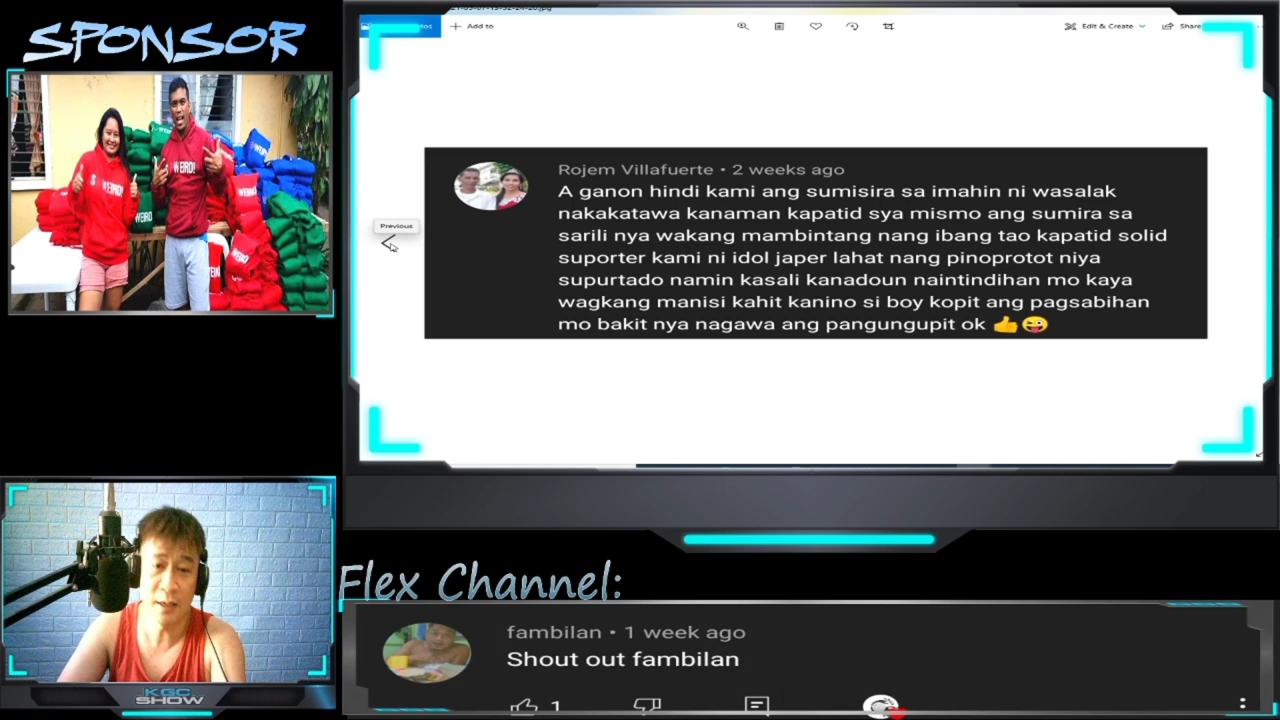 SPONSOR
WEIRD!
WEIRD!
Add to
Edit & Create
Share
Previous
Rojem Villafuerte • 2 weeks ago
A ganon hindi kami ang sumisira sa imahin ni wasalak
nakakatawa kanaman kapatid sya mismo ang sumira sa
sarili nya wakang mambintang nang ibang tao kapatid solid
suporter kami ni idol japer lahat nang pinoprotot niya
supurtado namin kasali kanadoun naintindihan mo kaya
wagkang manisi kahit kanino si boy kopit ang pagsabihan
mo bakit nya nagawa ang pangungupit ok 👍😜
KGC
SHOW
Flex Channel:
fambilan • 1 week ago
Shout out fambilan
1